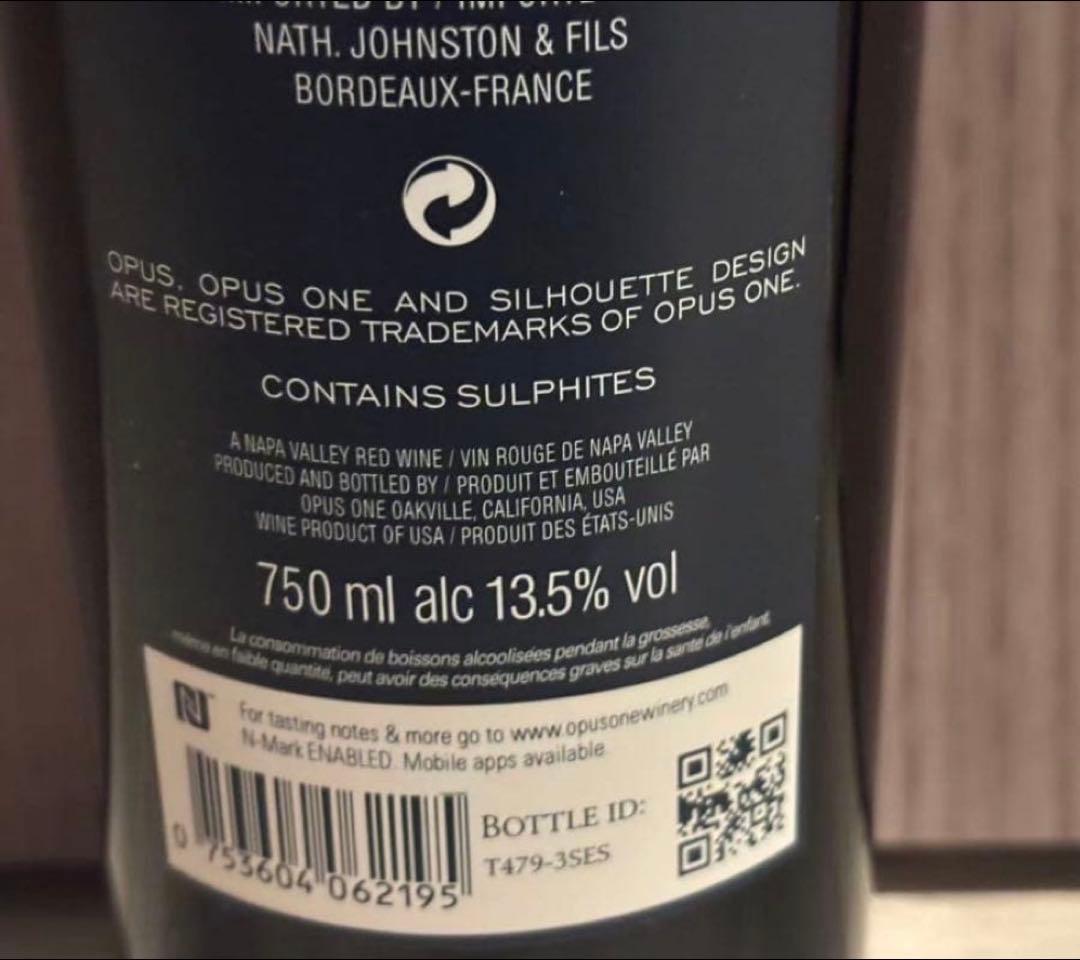 IMPORTED BY / IMPORTÉ
NATH. JOHNSTON & FILS
BORDEAUX-FRANCE
OPUS, OPUS ONE AND SILHOUETTE DESIGN
ARE REGISTERED TRADEMARKS OF OPUS ONE.
CONTAINS SULPHITES
A NAPA VALLEY RED WINE / VIN ROUGE DE NAPA VALLEY
PRODUCED AND BOTTLED BY / PRODUIT ET EMBOUTEILLÉ PAR
OPUS ONE OAKVILLE, CALIFORNIA, USA
WINE PRODUCT OF USA / PRODUIT DES ÉTATS-UNIS
750 ml alc 13.5% vol
La consommation de boissons alcoolisées pendant la grossesse,
même en faible quantité, peut avoir des conséquences graves sur la santé de l'enfant.
N
For tasting notes & more go to www.opusonewinery.com
N-Mark ENABLED. Mobile apps available
BOTTLE ID:
T479-3SES
0 753604 062195